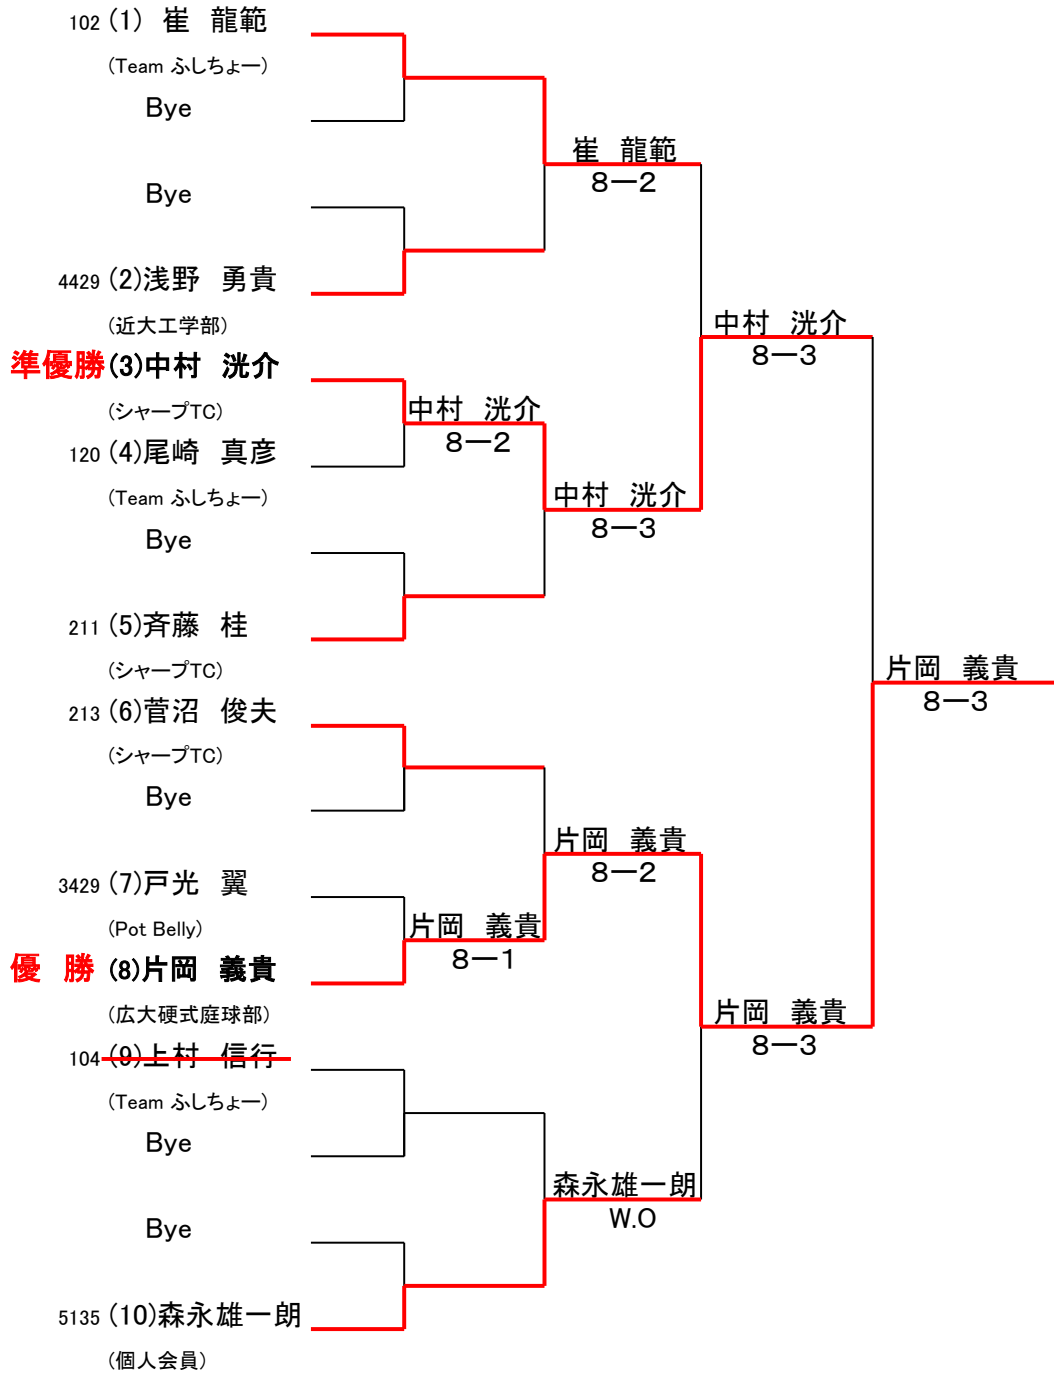 102 (1) 崔　龍範
(Team ふしちょー)
Bye
崔　龍範
8－2
Bye
4429 (2)浅野　勇貴
(近大工学部)
中村　洸介
8－3
準優勝 (3)中村　洸介
(シャープTC)
中村　洸介
8－2
120 (4)尾崎　真彦
(Team ふしちょー)
中村　洸介
8－3
Bye
211 (5)斉藤　桂
(シャープTC)
片岡　義貴
8－3
213 (6)菅沼　俊夫
(シャープTC)
Bye
片岡　義貴
8－2
3429 (7)戸光　翼
(Pot Belly)
片岡　義貴
8－1
優　勝 (8)片岡　義貴
(広大硬式庭球部)
片岡　義貴
8－3
104 (9)上村　信行
(Team ふしちょー)
Bye
森永雄一朗
W.O
Bye
5135 (10)森永雄一朗
(個人会員)